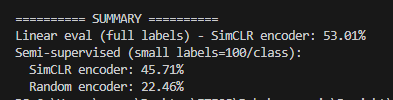 ========== SUMMARY ==========
Linear eval (full labels) - SimCLR encoder: 53.01%
Semi-supervised (small labels=100/class):
  SimCLR encoder: 45.71%
  Random encoder: 22.46%